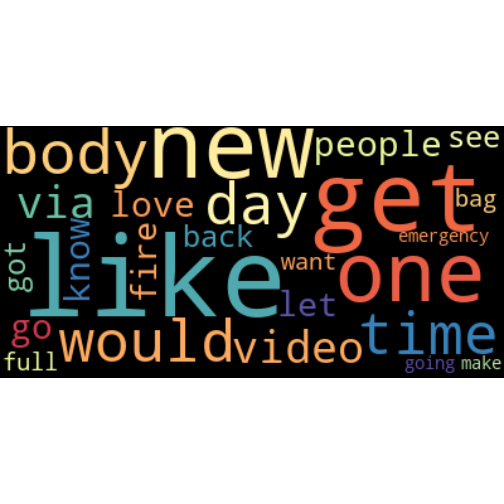 body new people see
via love day get bag
got know fire back emergency
like want one
go would video let time
full going make